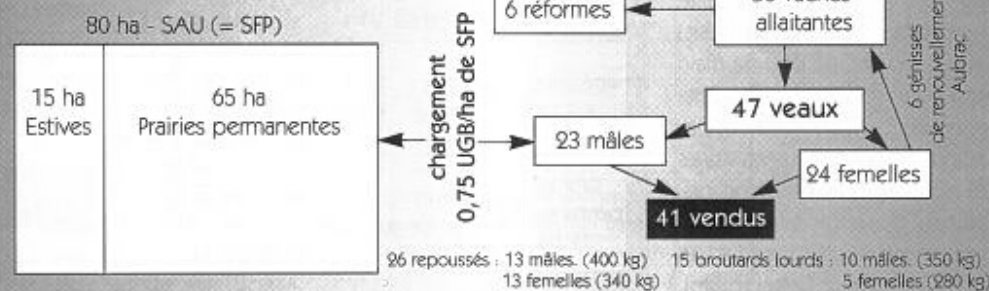 80 ha - SAU (= SFP)
15 ha
Estives
65 ha
Prairies permanentes
chargement
0,75 UGB/ha de SFP
6 réformes
allaitantes
6 génisses
de renouvellement
Aubrac
47 veaux
23 mâles
24 femelles
41 vendus
26 repoussés : 13 mâles. (400 kg)
13 femelles (340 kg)
15 broutards lourds : 10 mâles. (350 kg)
5 femelles (280 kg)